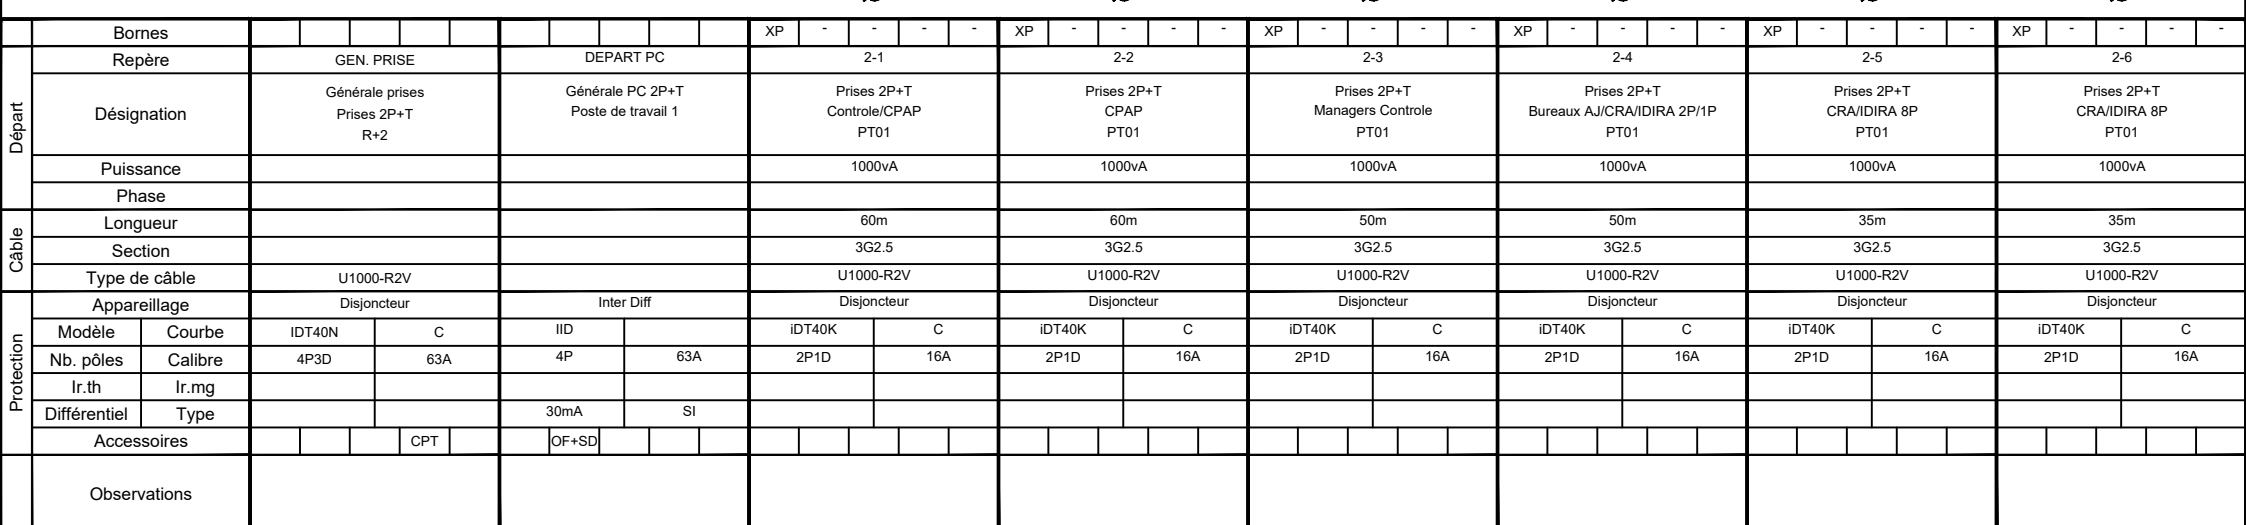 Bornes XP - - - - XP - - - - XP - - - - XP - - - - XP - - - - XP - - - -
Départ
Repère GEN. PRISE DEPART PC 2-1 2-2 2-3 2-4 2-5 2-6
Désignation
Générale prises Générale PC 2P+T Prises 2P+T Prises 2P+T Prises 2P+T Prises 2P+T Prises 2P+T Prises 2P+T
Prises 2P+T Poste de travail 1 Controle/CPAP CPAP Managers Controle Bureaux AJ/CRA/IDIRA 2P/1P CRA/IDIRA 8P CRA/IDIRA 8P
R+2 PT01 PT01 PT01 PT01 PT01 PT01
Puissance 1000vA 1000vA 1000vA 1000vA 1000vA 1000vA
Phase
Câble
Longueur 60m 60m 50m 50m 35m 35m
Section 3G2.5 3G2.5 3G2.5 3G2.5 3G2.5 3G2.5
Type de câble U1000-R2V U1000-R2V U1000-R2V U1000-R2V U1000-R2V U1000-R2V U1000-R2V
Protection
Appareillage Disjoncteur Inter Diff Disjoncteur Disjoncteur Disjoncteur Disjoncteur Disjoncteur Disjoncteur
Modèle Courbe IDT40N C IID iDT40K C iDT40K C iDT40K C iDT40K C iDT40K C iDT40K C
Nb. pôles Calibre 4P3D 63A 4P 63A 2P1D 16A 2P1D 16A 2P1D 16A 2P1D 16A 2P1D 16A 2P1D 16A
Ir.th Ir.mg
Différentiel Type 30mA SI
Accessoires CPT OF+SD
Observations